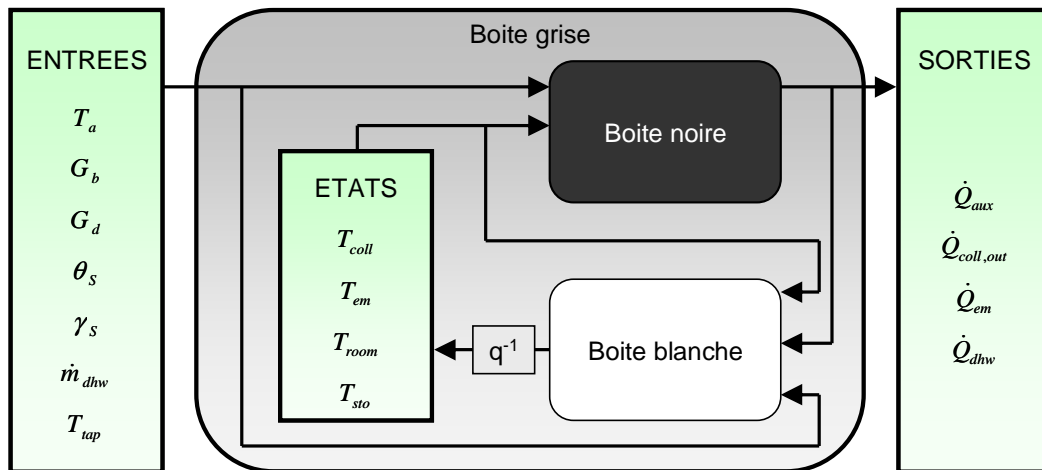 Boite grise
ENTREES
T_a
G_b
G_d
θ_S
γ_S
ṁ_dhw
T_tap
ETATS
T_coll
T_em
T_room
T_sto
Boite noire
q⁻¹
Boite blanche
SORTIES
Q̇_aux
Q̇_coll,out
Q̇_em
Q̇_dhw